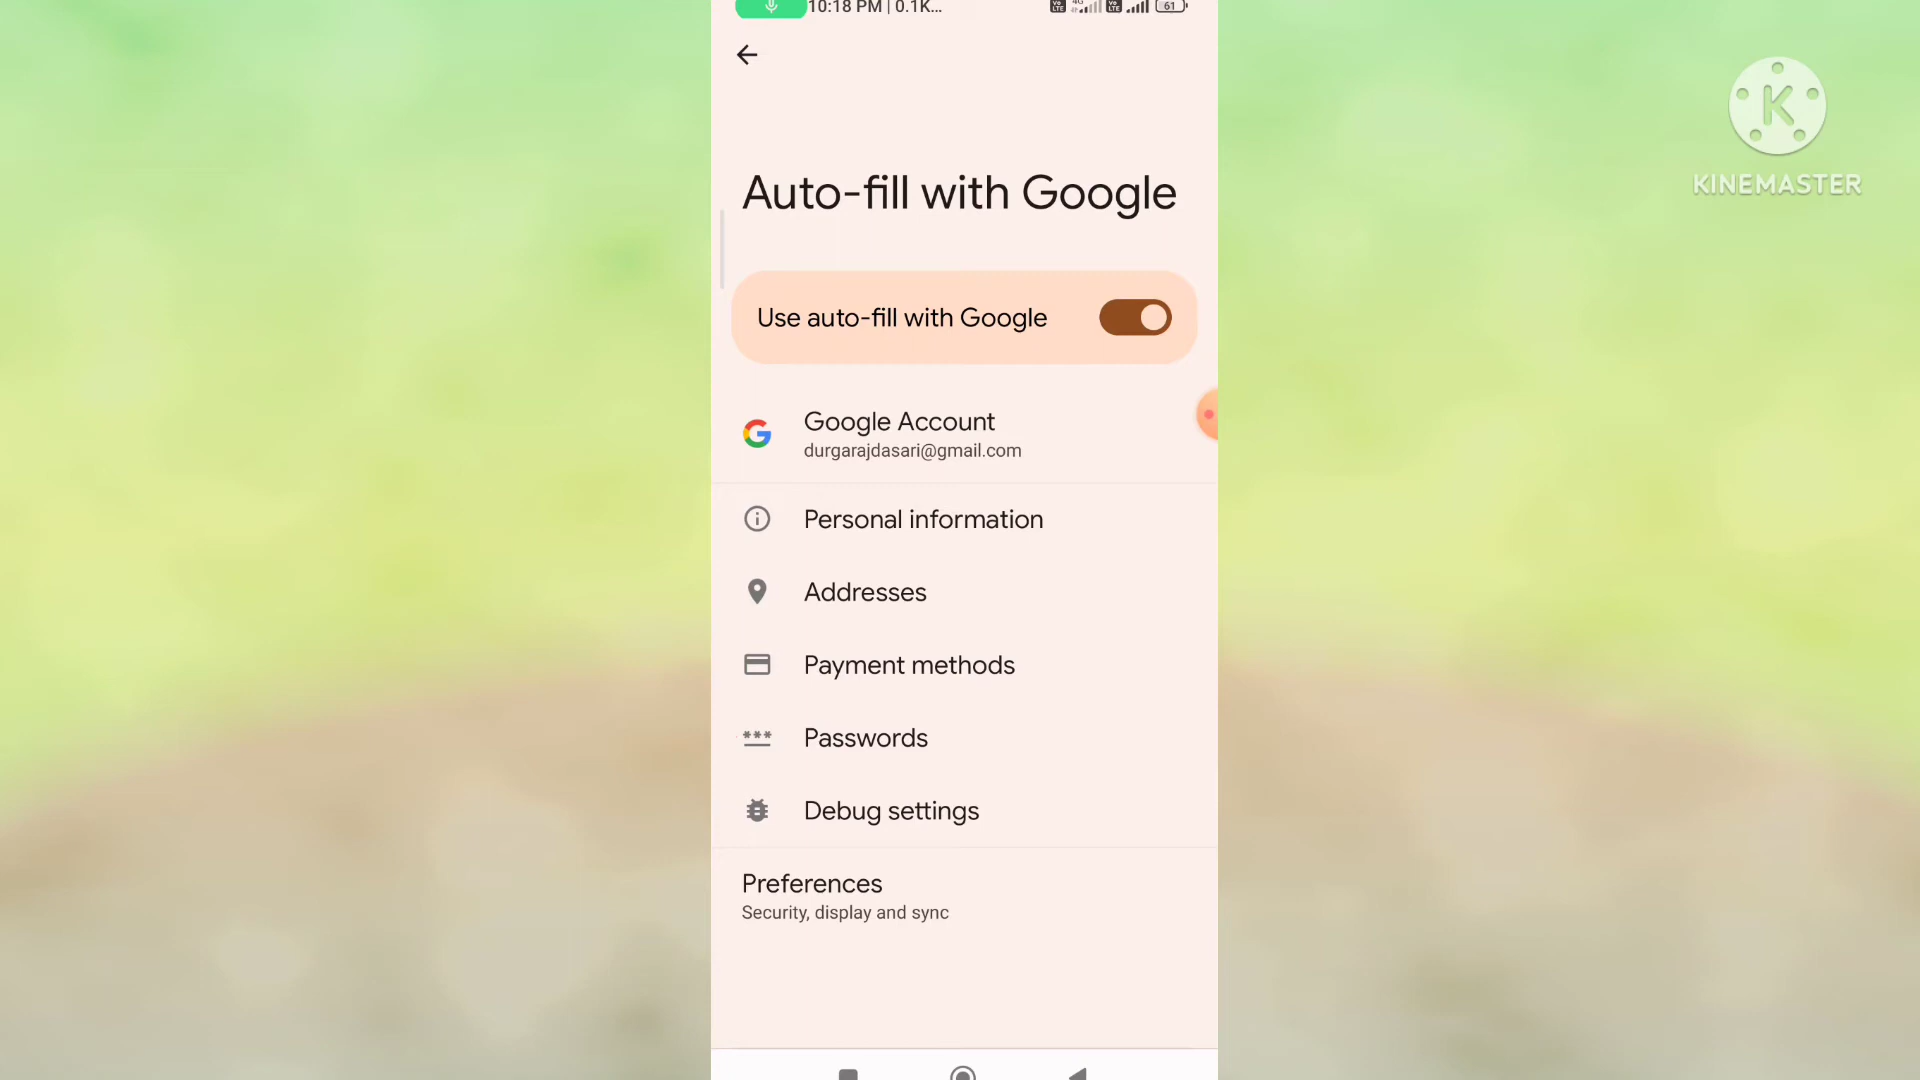 10:18 PM | 0.1K...
61
KINEMASTER
Auto-fill with Google
Use auto-fill with Google
Google Account
durgarajdasari@gmail.com
Personal information
Addresses
Payment methods
Passwords
Debug settings
Preferences
Security, display and sync